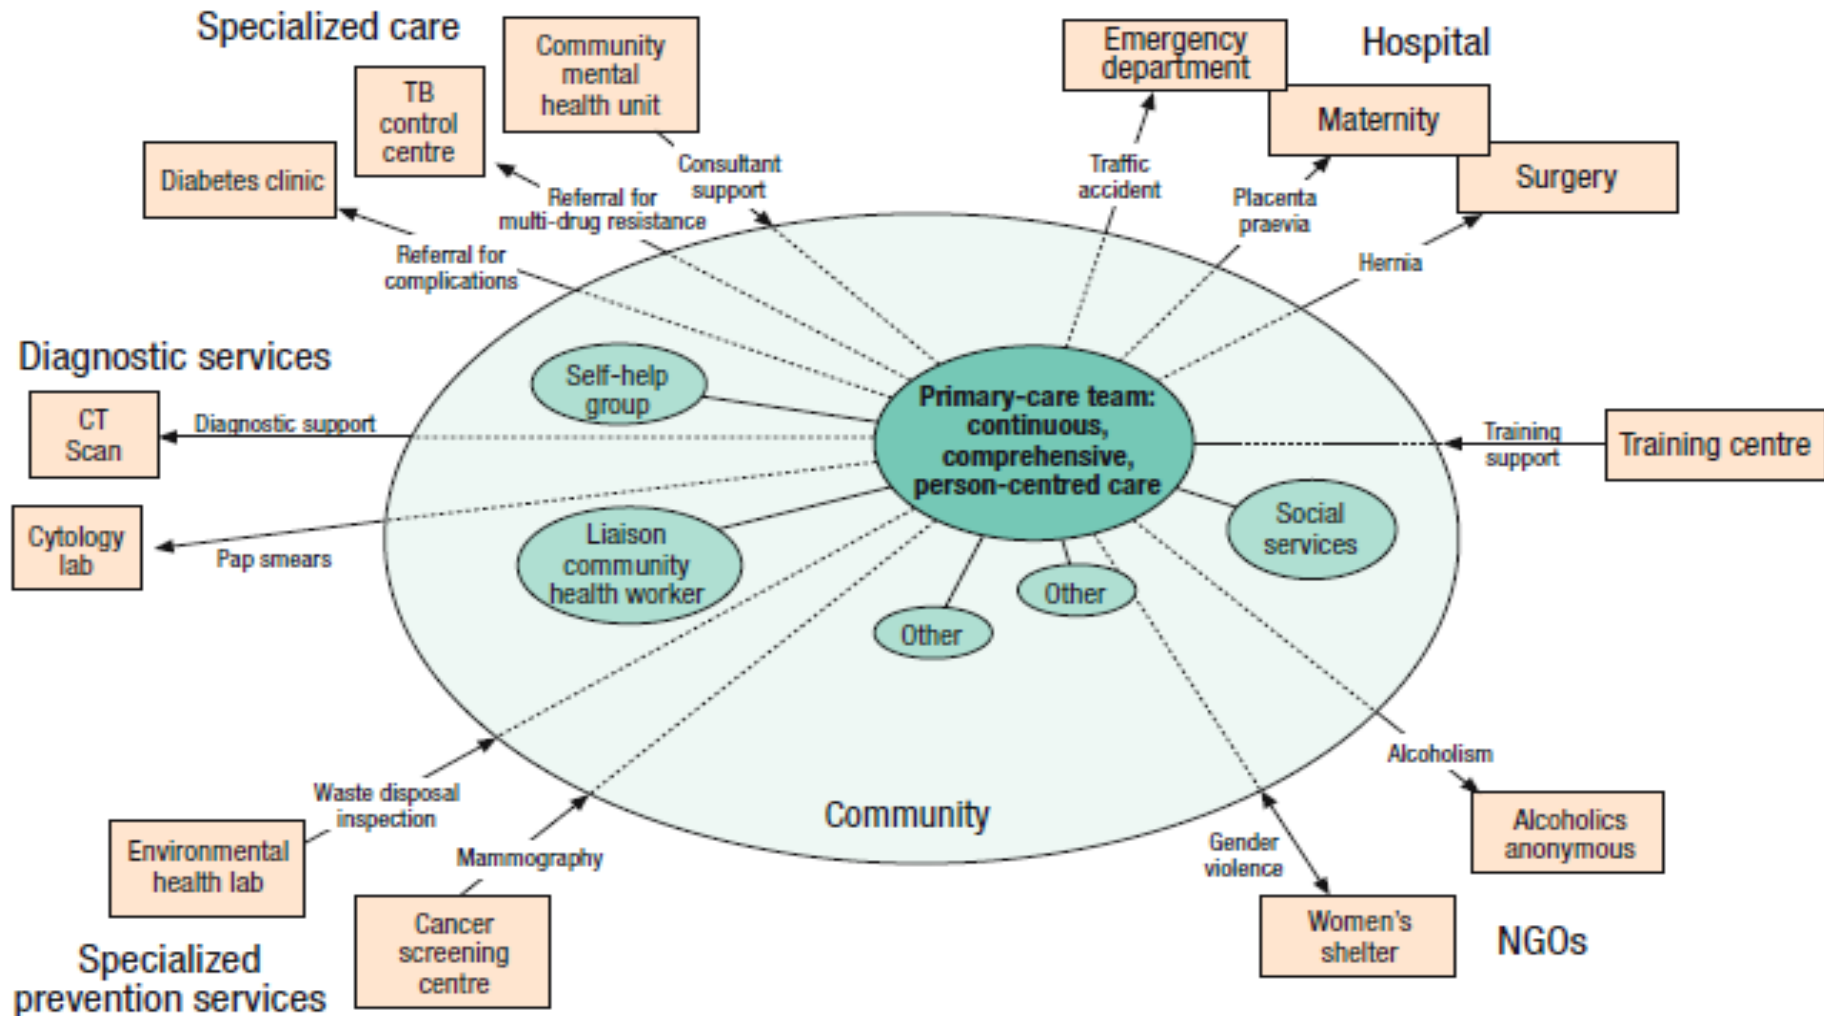 Specialized care
Community
mental
health unit
TB
control
centre
Diabetes clinic
Consultant
support
Referral for
multi-drug resistance
Referral for
complications
Emergency
department
Hospital
Maternity
Surgery
Traffic
accident
Placenta
praevia
Hernia
Diagnostic services
CT
Scan
Diagnostic support
Cytology
lab
Pap smears
Self-help
group
Primary-care team:
continuous,
comprehensive,
person-centred care
Training
support
Training centre
Liaison
community
health worker
Social
services
Other
Other
Community
Waste disposal
inspection
Environmental
health lab
Mammography
Cancer
screening
centre
Specialized
prevention services
Alcoholism
Alcoholics
anonymous
Gender
violence
Women's
shelter
NGOs